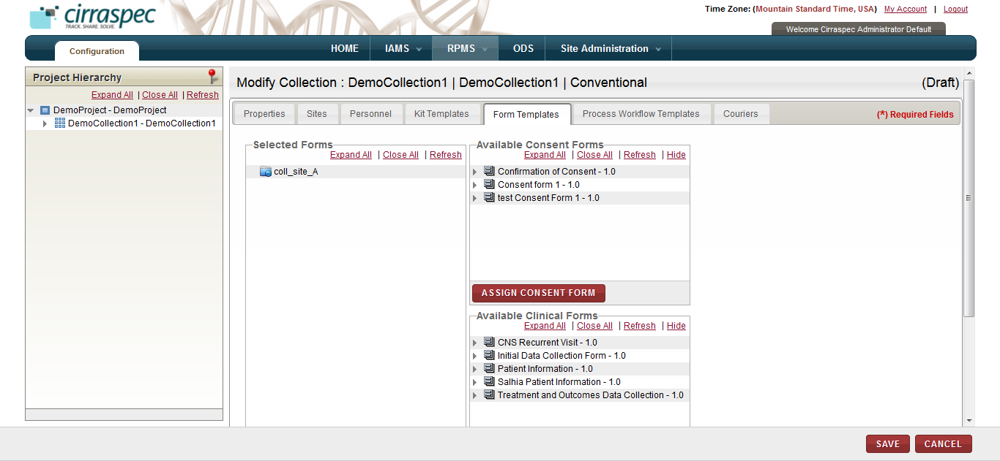 cirraspec
TRACK. SHARE. SOLVE.
Time Zone: (Mountain Standard Time, USA) My Account | Logout
Welcome Cirraspec Administrator Default
Configuration
HOME IAMS RPMS ODS Site Administration
Project Hierarchy
Expand All | Close All | Refresh
DemoProject - DemoProject
DemoCollection1 - DemoCollection1
Modify Collection : DemoCollection1 | DemoCollection1 | Conventional (Draft)
Properties Sites Personnel Kit Templates Form Templates Process Workflow Templates Couriers (*) Required Fields
Selected Forms
Expand All | Close All | Refresh
coll_site_A
Available Consent Forms
Expand All | Close All | Refresh | Hide
Confirmation of Consent - 1.0
Consent form 1 - 1.0
test Consent Form 1 - 1.0
ASSIGN CONSENT FORM
Available Clinical Forms
Expand All | Close All | Refresh | Hide
CNS Recurrent Visit - 1.0
Initial Data Collection Form - 1.0
Patient Information - 1.0
Salhia Patient Information - 1.0
Treatment and Outcomes Data Collection - 1.0
SAVE CANCEL